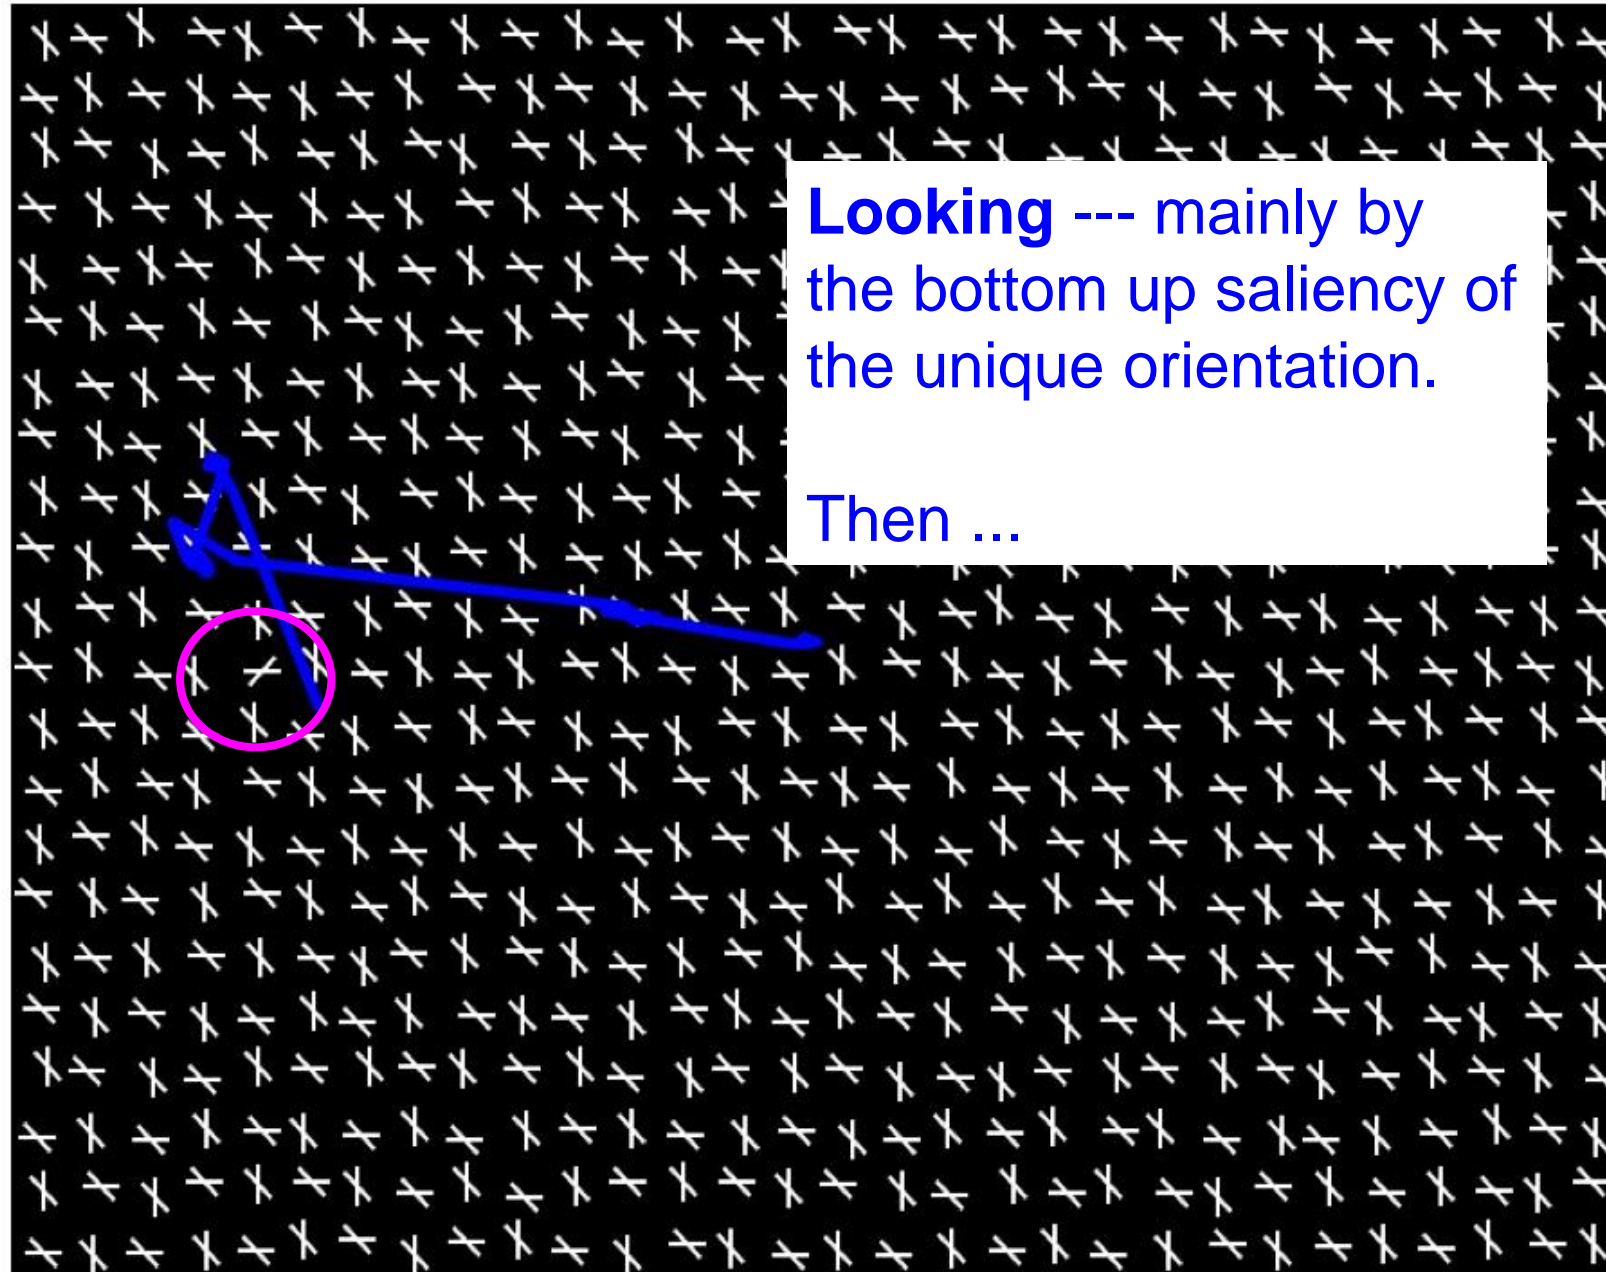 Looking --- mainly by
the bottom up saliency of
the unique orientation.
Then ...